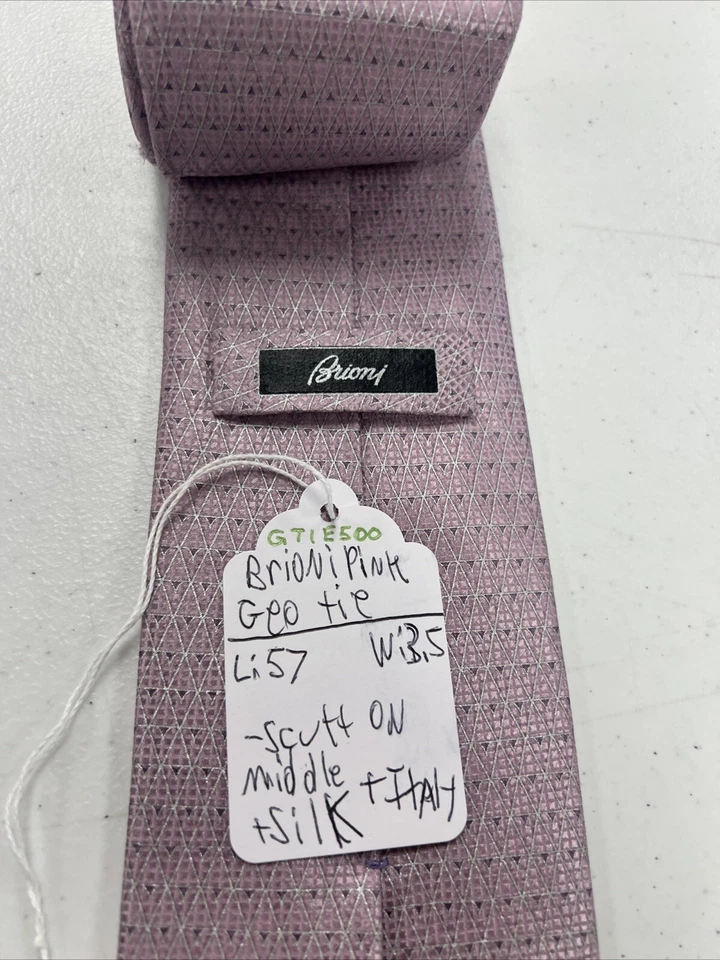 Brioni
GTIE500
BRiONi PiNK
Geo tie
L: 57 W: 3.5
-Scuff ON
middle
+SilK +ItAly